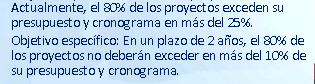 Actualmente, el 80% de los proyectos exceden su
presupuesto y cronograma en más del 25%.
Objetivo específico: En un plazo de 2 años, el 80% de
los proyectos no deberán exceder en más del 10% de
su presupuesto y cronograma.